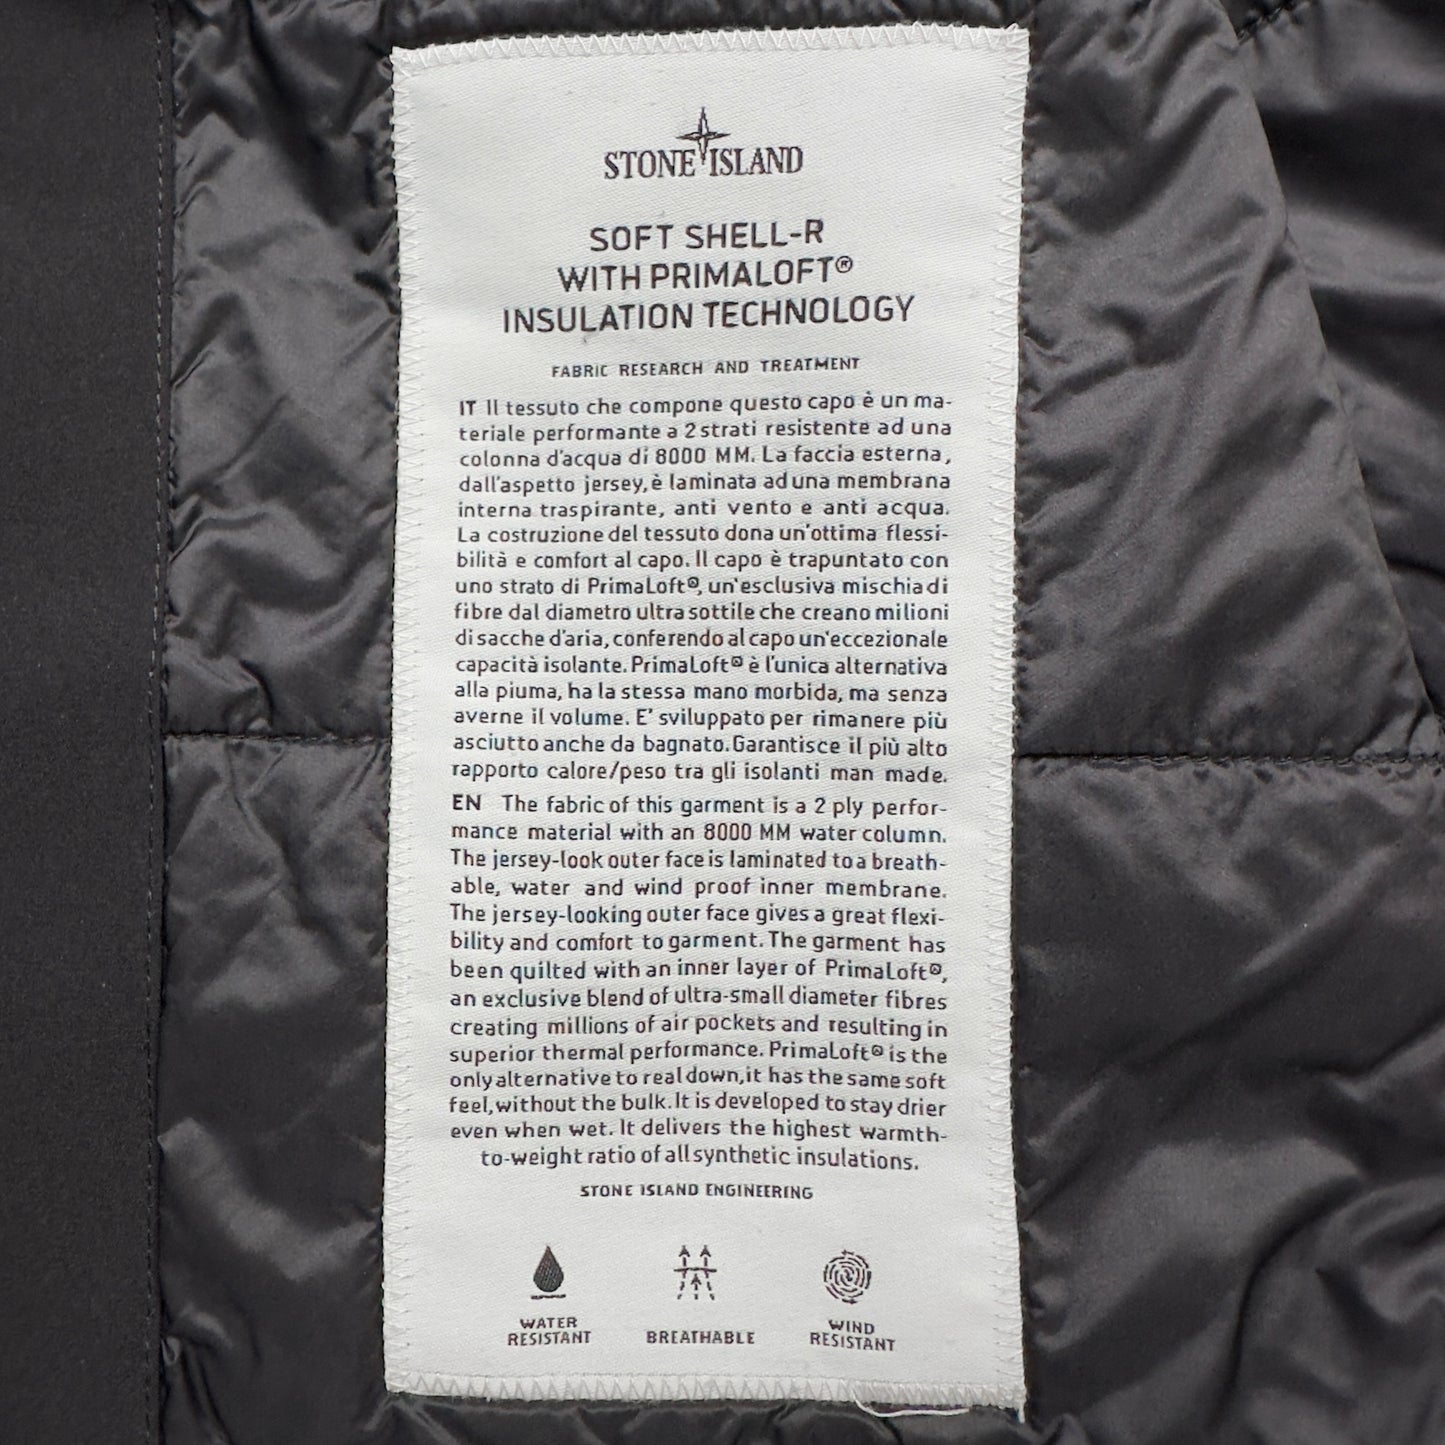 STONE ISLAND
SOFT SHELL-R
WITH PRIMALOFT®
INSULATION TECHNOLOGY
FABRIC RESEARCH AND TREATMENT
IT Il tessuto che compone questo capo è un ma-
teriale performante a 2 strati resistente ad una
colonna d'acqua di 8000 MM. La faccia esterna,
dall'aspetto jersey, è laminata ad una membrana
interna traspirante, anti vento e anti acqua.
La costruzione del tessuto dona un'ottima flessi-
bilità e comfort al capo. Il capo è trapuntato con
uno strato di PrimaLoft®, un'esclusiva mischia di
fibre dal diametro ultra sottile che creano milioni
di sacche d'aria, conferendo al capo un'eccezionale
capacità isolante. PrimaLoft® è l'unica alternativa
alla piuma, ha la stessa mano morbida, ma senza
averne il volume. E' sviluppato per rimanere più
asciutto anche da bagnato. Garantisce il più alto
rapporto calore/peso tra gli isolanti man made.
EN The fabric of this garment is a 2 ply perfor-
mance material with an 8000 MM water column.
The jersey-look outer face is laminated to a breath-
able, water and wind proof inner membrane.
The jersey-looking outer face gives a great flexi-
bility and comfort to garment. The garment has
been quilted with an inner layer of PrimaLoft®,
an exclusive blend of ultra-small diameter fibres
creating millions of air pockets and resulting in
superior thermal performance. PrimaLoft® is the
only alternative to real down, it has the same soft
feel, without the bulk. It is developed to stay drier
even when wet. It delivers the highest warmth-
to-weight ratio of all synthetic insulations.
STONE ISLAND ENGINEERING
WATER
RESISTANT
BREATHABLE
WIND
RESISTANT